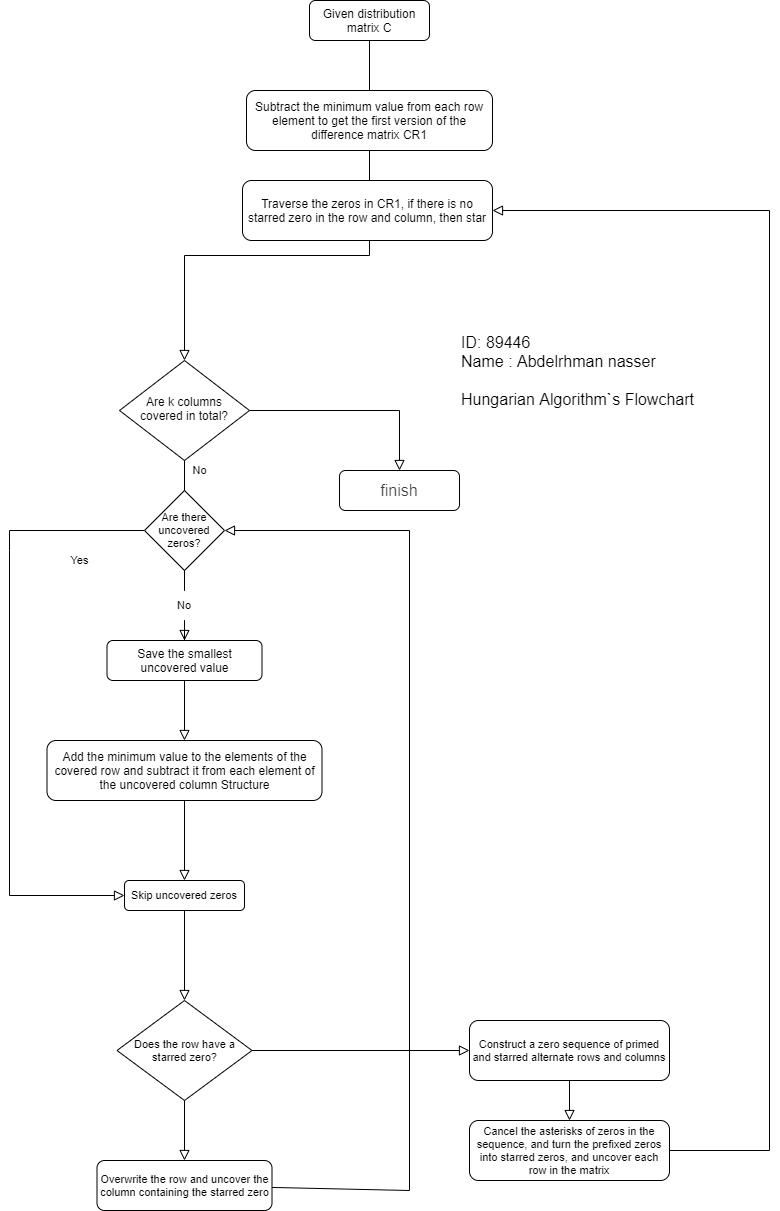 Given distribution
matrix C
Subtract the minimum value from each row
element to get the first version of the
difference matrix CR1
Traverse the zeros in CR1, if there is no
starred zero in the row and column, then star
ID: 89446
Name : Abdelrhman nasser
Hungarian Algorithm`s Flowchart
Are k columns
covered in total?
No
finish
Are there
uncovered
zeros?
Yes
No
Save the smallest
uncovered value
Add the minimum value to the elements of the
covered row and subtract it from each element of
the uncovered column Structure
Skip uncovered zeros
Does the row have a
starred zero?
Construct a zero sequence of primed
and starred alternate rows and columns
Cancel the asterisks of zeros in the
sequence, and turn the prefixed zeros
into starred zeros, and uncover each
row in the matrix
Overwrite the row and uncover the
column containing the starred zero